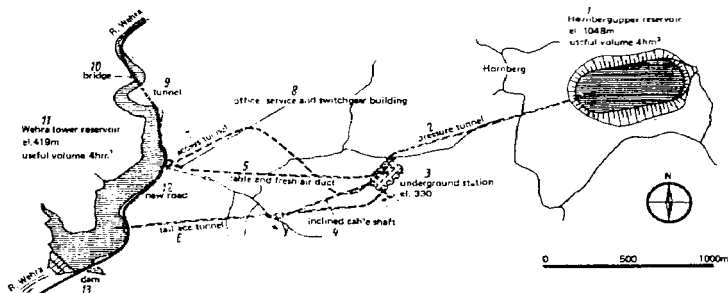 R. Wehra
1
Hornberg upper reservoir
el. 1048m
useful volume 4hm³
10
bridge
9
tunnel
8
office, service and switchgear building
Hornberg
11
Wehra lower reservoir
el. 419m
useful volume 4hm³
7
access tunnel
2
pressure tunnel
5
cable and fresh air duct
3
underground station
el. 330
12
new road
4
inclined cable shaft
tailrace tunnel
6
N
R. Wehra
dam
13
0 500 1000m